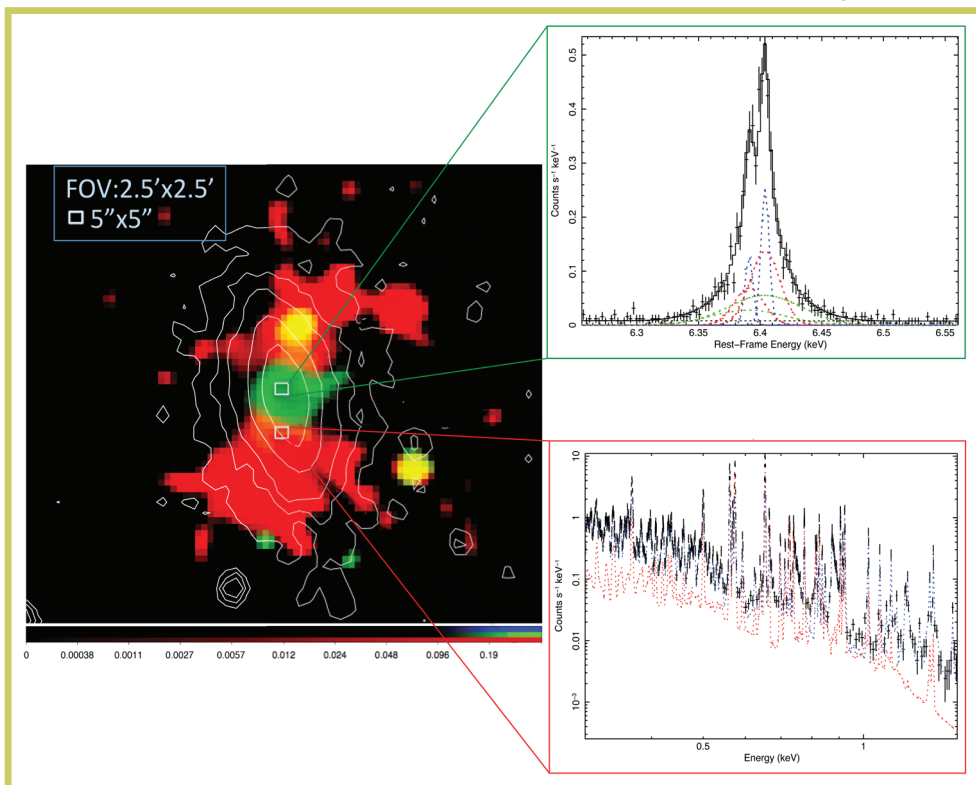 FOV:2.5’x2.5’
5”x5”
0 0.00038 0.0011 0.0027 0.0057 0.012 0.024 0.048 0.096 0.19
Counts s⁻¹ keV⁻¹
0.5
0.4
0.3
0.2
0.1
0
6.3 6.35 6.4 6.45 6.5 6.55
Rest−Frame Energy (keV)
Counts s⁻¹ keV⁻¹
10
1
0.1
0.01
10⁻³
0.5 1
Energy (keV)